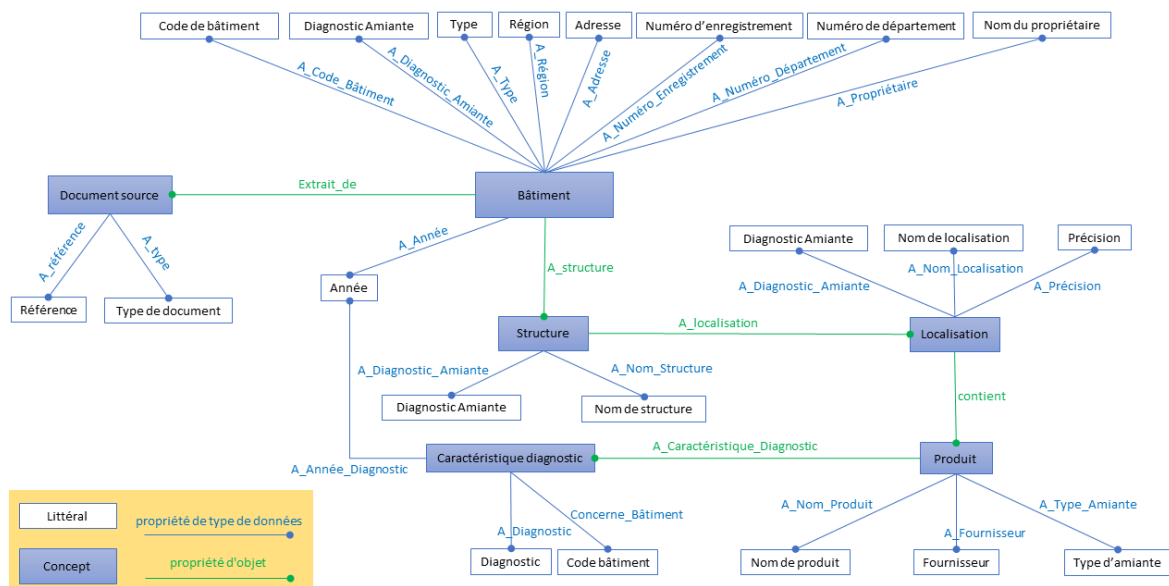 Code de bâtiment
Diagnostic Amiante
Type
Région
Adresse
Numéro d'enregistrement
Numéro de département
Nom du propriétaire
A_Code_Bâtiment
A_Diagnostic_Amiante
A_Type
A_Région
A_Adresse
A_Numéro_Enregistrement
A_Numéro_Département
A_Propriétaire
Document source
Extrait_de
Bâtiment
A_référence
A_type
Référence
Type de document
A_Année
Année
A_structure
Diagnostic Amiante
Nom de localisation
Précision
A_Diagnostic_Amiante
A_Nom_Localisation
A_Précision
Structure
A_localisation
Localisation
A_Diagnostic_Amiante
A_Nom_Structure
Diagnostic Amiante
Nom de structure
contient
A_Année_Diagnostic
Caractéristique diagnostic
A_Caractéristique_Diagnostic
Produit
A_Diagnostic
Concerne_Bâtiment
Diagnostic
Code bâtiment
A_Nom_Produit
A_Fournisseur
A_Type_Amiante
Nom de produit
Fournisseur
Type d'amiante
Littéral
propriété de type de données
Concept
propriété d'objet